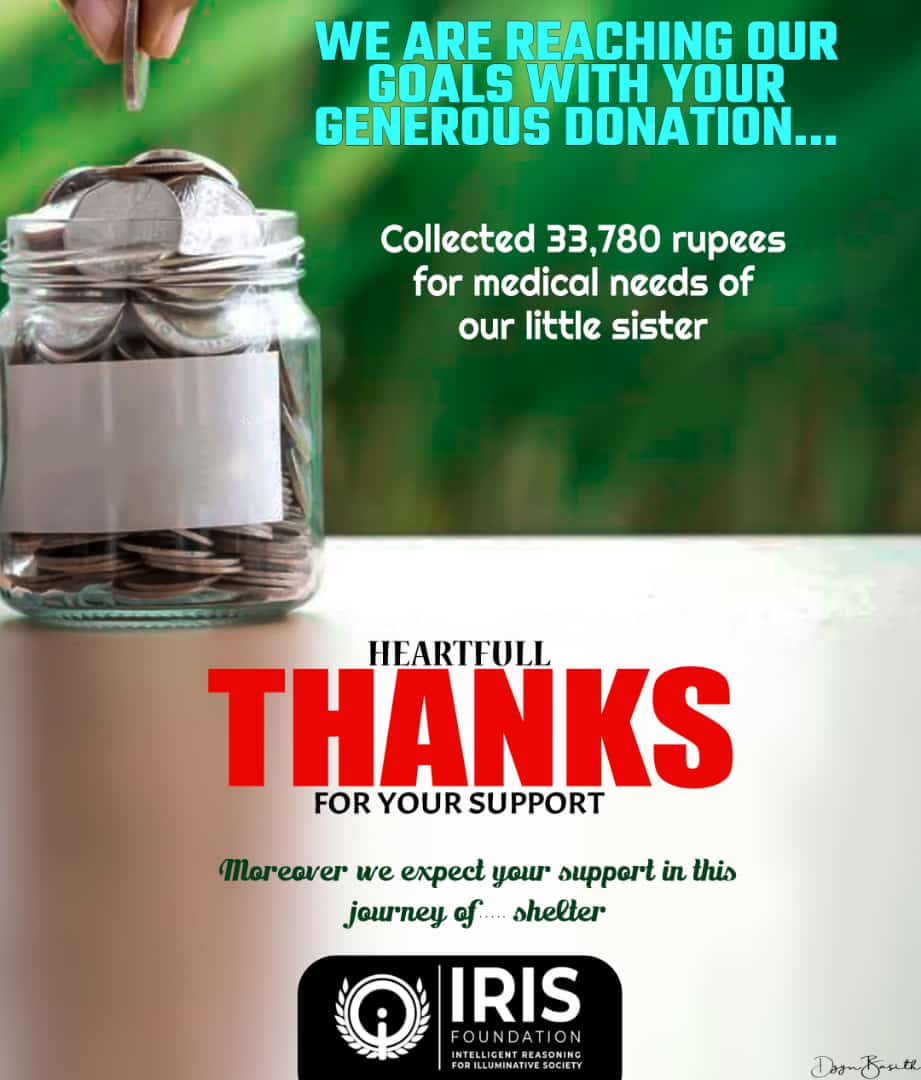 WE ARE REACHING OUR
GOALS WITH YOUR
GENEROUS DONATION...
Collected 33,780 rupees
for medical needs of
our little sister
HEARTFULL
THANKS
FOR YOUR SUPPORT
Moreover we expect your support in this
journey of..... shelter
IRIS
FOUNDATION
INTELLIGENT REASONING
FOR ILLUMINATIVE SOCIETY